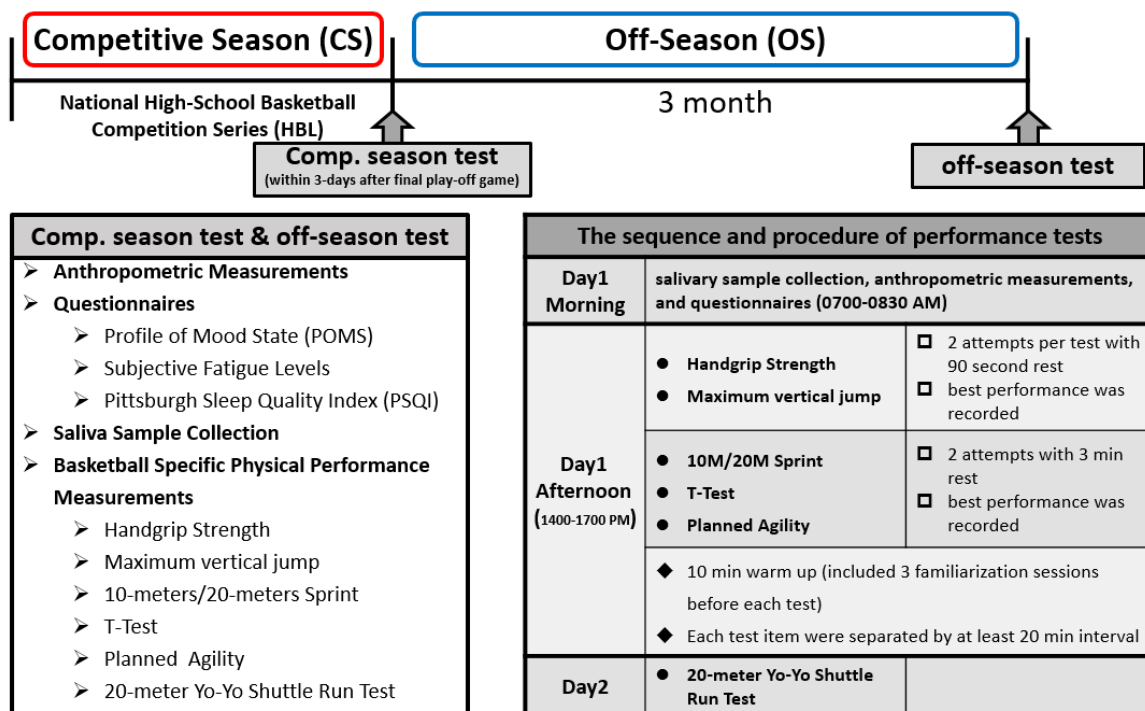 Competitive Season (CS)
Off-Season (OS)
National High-School Basketball
Competition Series (HBL)
3 month
Comp. season test
(within 3-days after final play-off game)
off-season test
Comp. season test & off-season test
➢ Anthropometric Measurements
➢ Questionnaires
➢ Profile of Mood State (POMS)
➢ Subjective Fatigue Levels
➢ Pittsburgh Sleep Quality Index (PSQI)
➢ Saliva Sample Collection
➢ Basketball Specific Physical Performance
Measurements
➢ Handgrip Strength
➢ Maximum vertical jump
➢ 10-meters/20-meters Sprint
➢ T-Test
➢ Planned Agility
➢ 20-meter Yo-Yo Shuttle Run Test
The sequence and procedure of performance tests
Day1
Morning
salivary sample collection, anthropometric measurements,
and questionnaires (0700-0830 AM)
Day1
Afternoon
(1400-1700 PM)
● Handgrip Strength
● Maximum vertical jump
□ 2 attempts per test with
90 second rest
□ best performance was
recorded
● 10M/20M Sprint
● T-Test
● Planned Agility
□ 2 attempts with 3 min
rest
□ best performance was
recorded
◆ 10 min warm up (included 3 familiarization sessions
before each test)
◆ Each test item were separated by at least 20 min interval
Day2
● 20-meter Yo-Yo Shuttle
Run Test